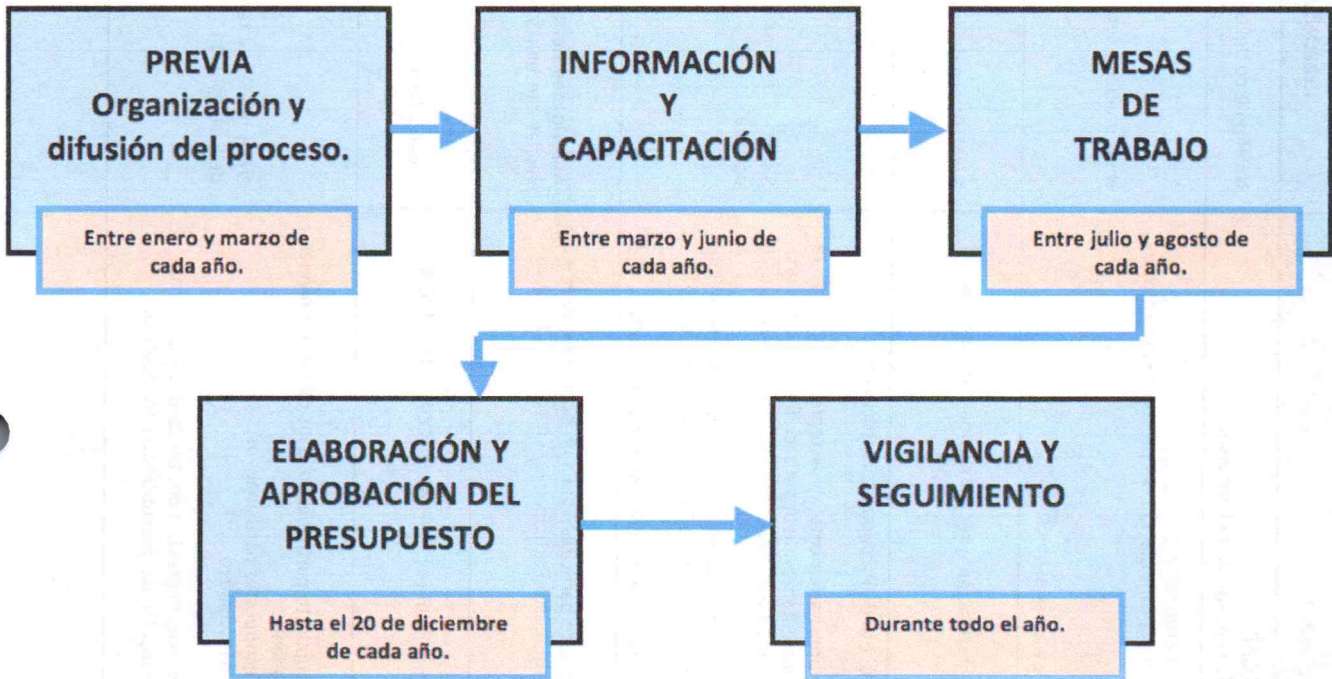 PREVIA
Organización y
difusión del proceso.
Entre enero y marzo de
cada año.
INFORMACIÓN
Y
CAPACITACIÓN
Entre marzo y junio de
cada año.
MESAS
DE
TRABAJO
Entre julio y agosto de
cada año.
ELABORACIÓN Y
APROBACIÓN DEL
PRESUPUESTO
Hasta el 20 de diciembre
de cada año.
VIGILANCIA Y
SEGUIMIENTO
Durante todo el año.